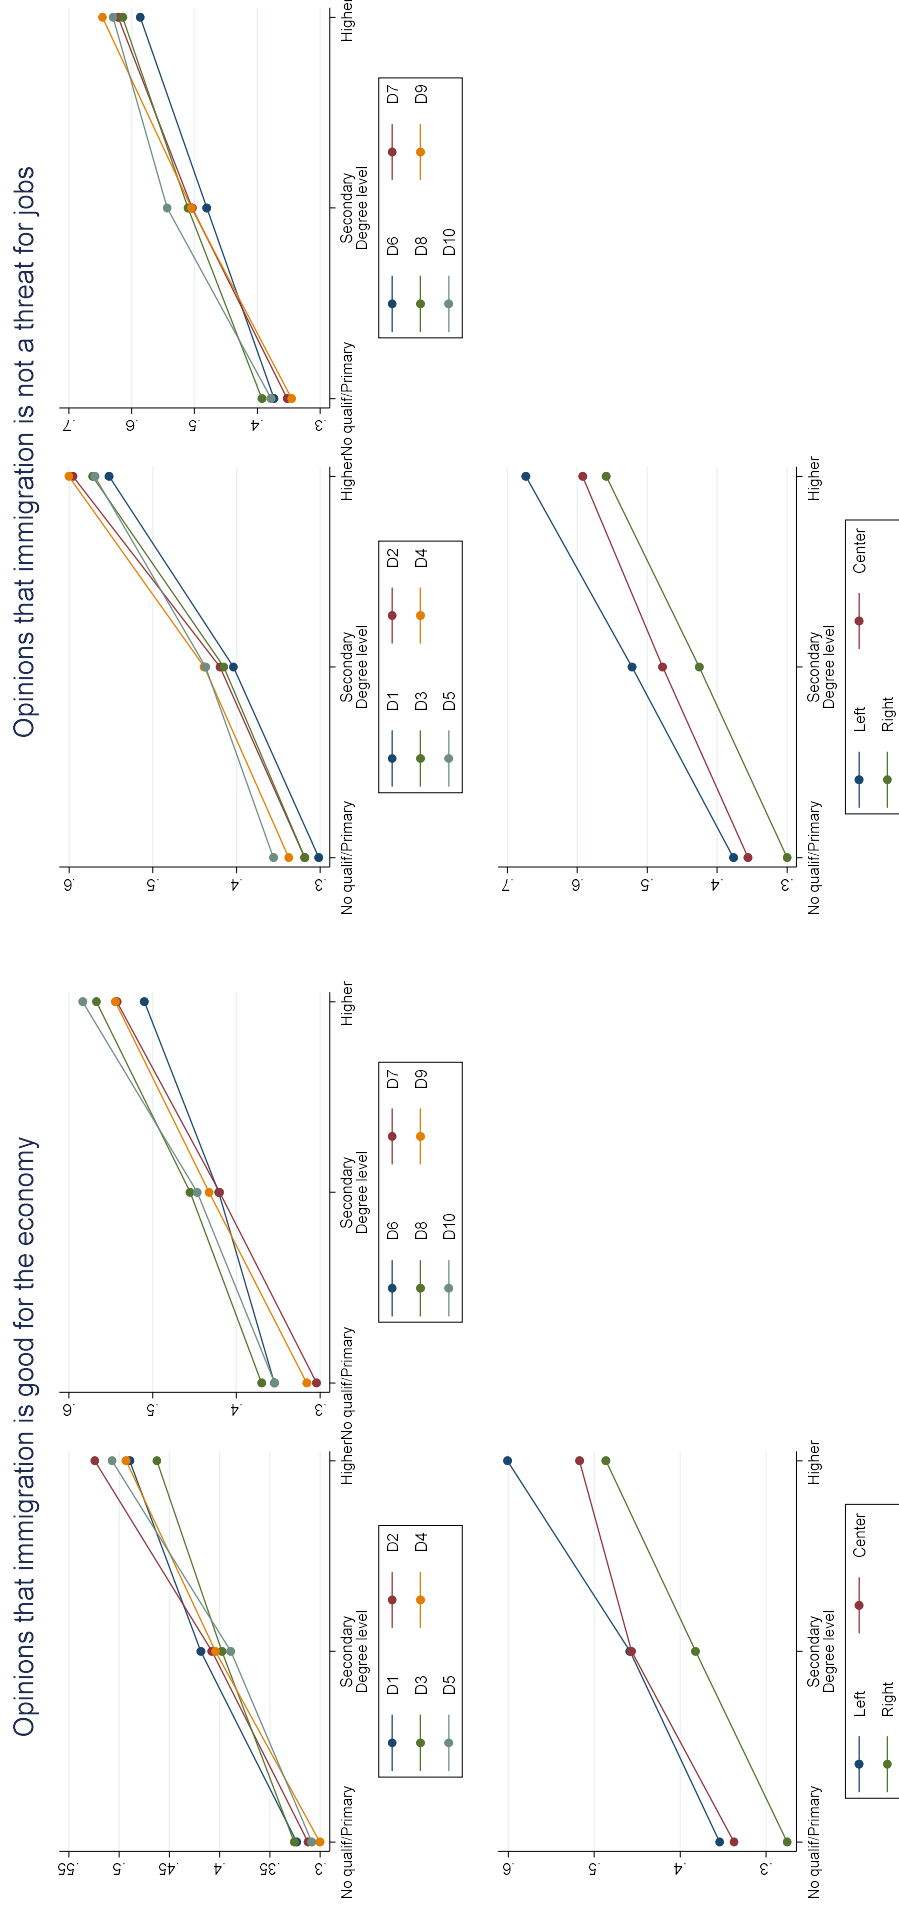 Opinions that immigration is good for the economy
.55
.5
.45
.4
.35
.3
No qualif/Primary
Secondary
Higher
Degree level
D1
D2
D3
D4
D5
.6
.5
.4
.3
No qualif/Primary
Secondary
Higher
Degree level
D6
D7
D8
D9
D10
.6
.5
.4
.3
No qualif/Primary
Secondary
Higher
Degree level
Left
Center
Right
Opinions that immigration is not a threat for jobs
.6
.5
.4
.3
No qualif/Primary
Secondary
Higher
Degree level
D1
D2
D3
D4
D5
.7
.6
.5
.4
.3
No qualif/Primary
Secondary
Higher
Degree level
D6
D7
D8
D9
D10
.7
.6
.5
.4
.3
No qualif/Primary
Secondary
Higher
Degree level
Left
Center
Right